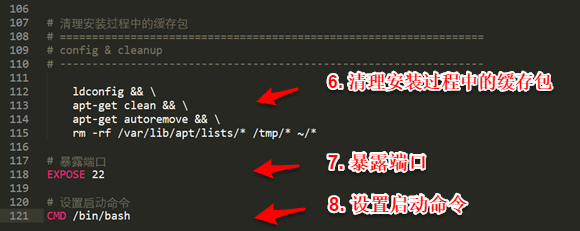 106
107 # 清理安装过程中的缓存包
108 # ==================================================================
109 # config & cleanup
110 # ------------------------------------------------------------------
111
112 ldconfig && \ 6. 清理安装过程中的缓存包
113 apt-get clean && \
114 apt-get autoremove && \
115 rm -rf /var/lib/apt/lists/* /tmp/* ~/*
116
117 # 暴露端口 7. 暴露端口
118 EXPOSE 22
119
120 # 设置启动命令 8. 设置启动命令
121 CMD /bin/bash